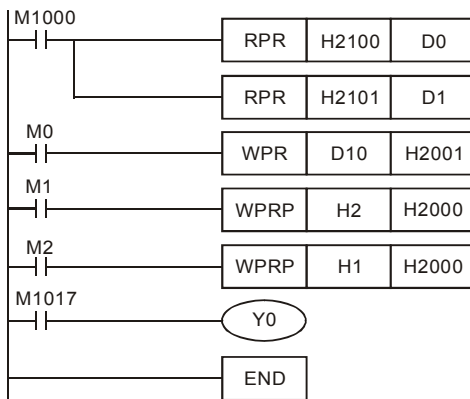 M1000
RPR H2100 D0
RPR H2101 D1
M0
WPR D10 H2001
M1
WPRP H2 H2000
M2
WPRP H1 H2000
M1017
Y0
END